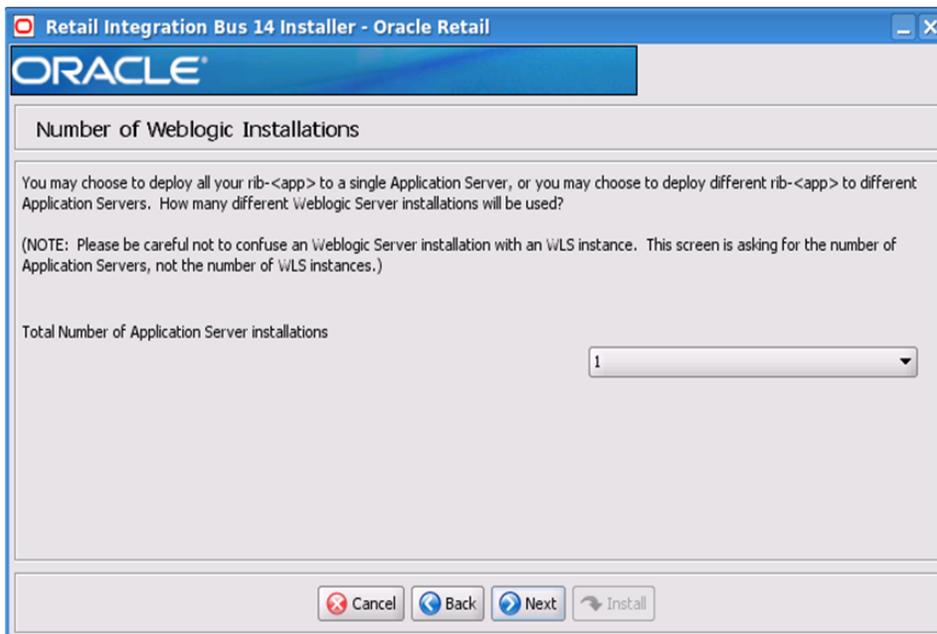 Retail Integration Bus 14 Installer - Oracle Retail
ORACLE
Number of Weblogic Installations
You may choose to deploy all your rib-<app> to a single Application Server, or you may choose to deploy different rib-<app> to different
Application Servers. How many different Weblogic Server installations will be used?
(NOTE: Please be careful not to confuse an Weblogic Server installation with an WLS instance. This screen is asking for the number of
Application Servers, not the number of WLS instances.)
Total Number of Application Server installations
1
Cancel Back Next Install